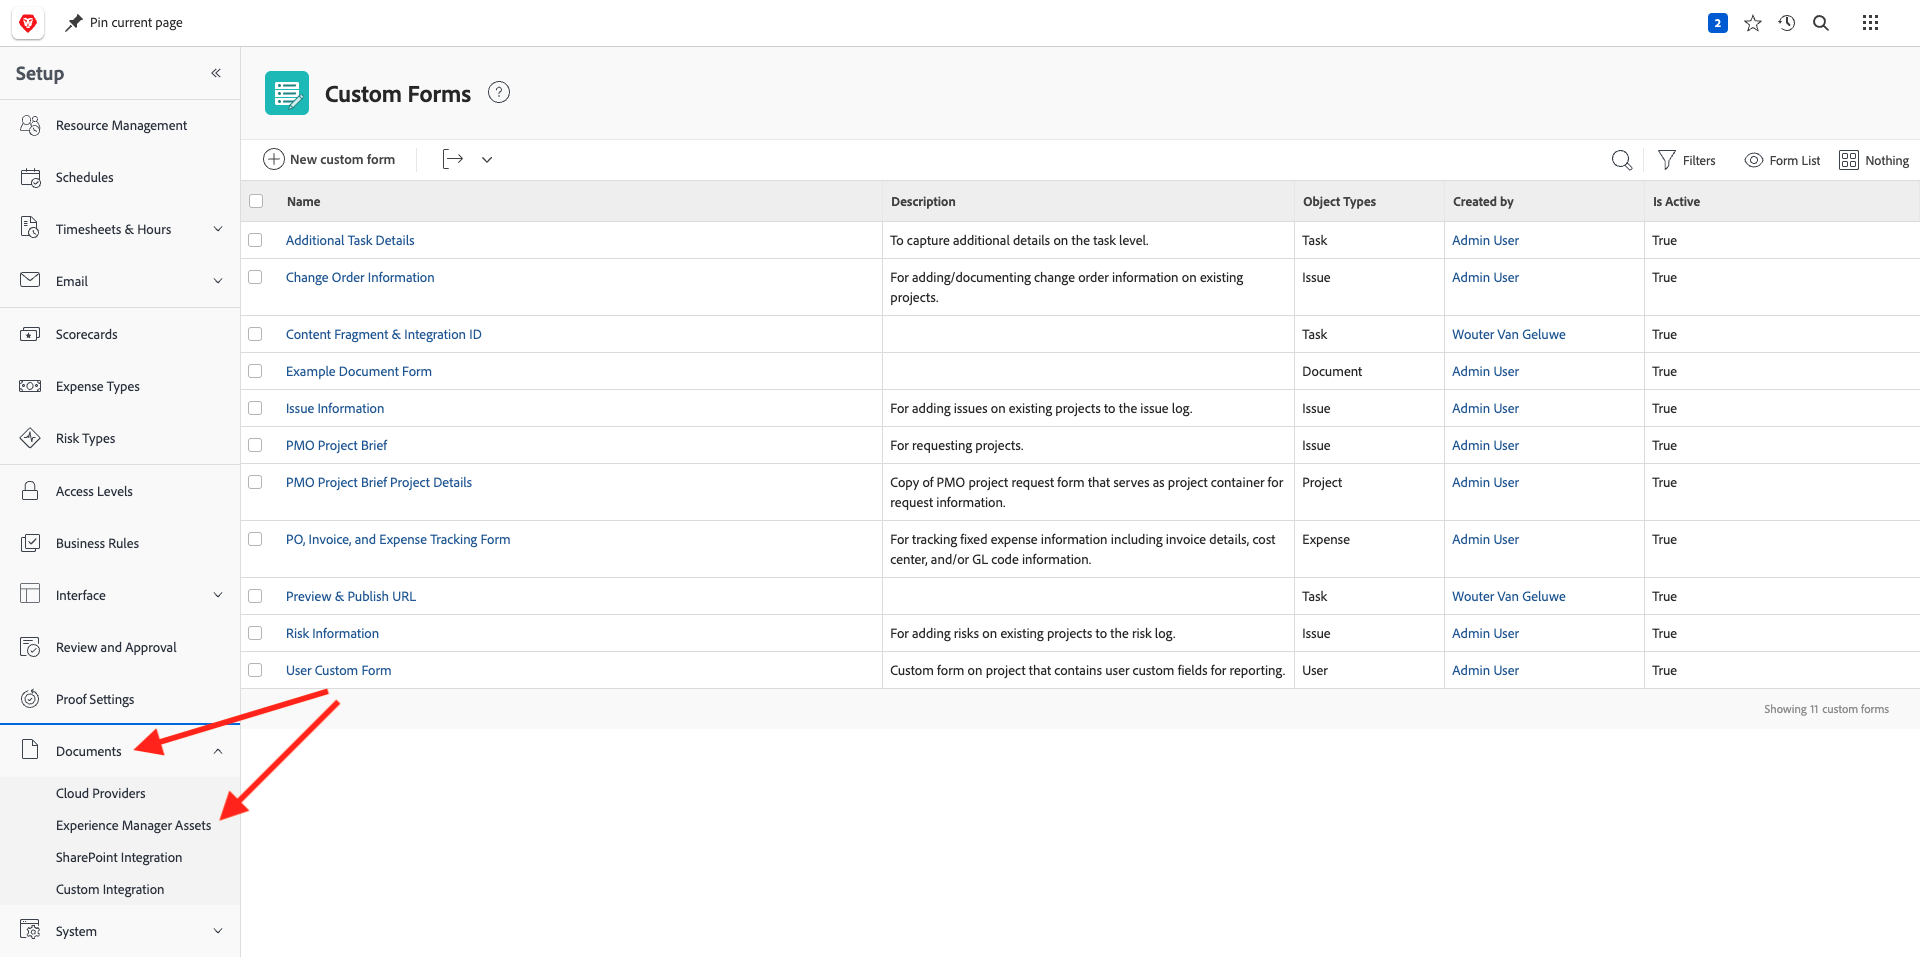 Pin current page
2
Setup
Resource Management
Schedules
Timesheets & Hours
Email
Scorecards
Expense Types
Risk Types
Access Levels
Business Rules
Interface
Review and Approval
Proof Settings
Documents
Cloud Providers
Experience Manager Assets
SharePoint Integration
Custom Integration
System
Custom Forms ?
New custom form
Filters Form List Nothing
Name Description Object Types Created by Is Active
Additional Task Details To capture additional details on the task level. Task Admin User True
Change Order Information For adding/documenting change order information on existing Issue Admin User True
projects.
Content Fragment & Integration ID Task Wouter Van Geluwe True
Example Document Form Document Admin User True
Issue Information For adding issues on existing projects to the issue log. Issue Admin User True
PMO Project Brief For requesting projects. Issue Admin User True
PMO Project Brief Project Details Copy of PMO project request form that serves as project container for Project Admin User True
request information.
PO, Invoice, and Expense Tracking Form For tracking fixed expense information including invoice details, cost Expense Admin User True
center, and/or GL code information.
Preview & Publish URL Task Wouter Van Geluwe True
Risk Information For adding risks on existing projects to the risk log. Issue Admin User True
User Custom Form Custom form on project that contains user custom fields for reporting. User Admin User True
Showing 11 custom forms